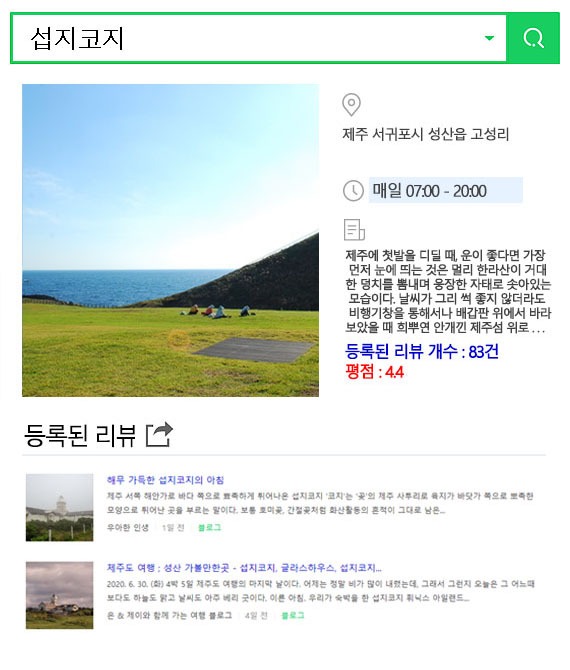 섭지코지
제주 서귀포시 성산읍 고성리
매일 07:00 - 20:00
제주에 첫발을 디딜 때, 운이 좋다면 가장
먼저 눈에 띄는 것은 멀리 한라산이 거대
한 덩치를 뽐내며 웅장한 자태로 솟아있는
모습이다. 날씨가 그리 썩 좋지 않더라도
비행기창을 통해서나 배갑판 위에서 바라
보았을 때 희뿌연 안개낀 제주섬 위로 . . .
등록된 리뷰 개수 : 83건
평점 : 4.4
등록된 리뷰
해무 가득한 섭지코지의 아침
제주 서쪽 해안가로 바다 쪽으로 뾰족하게 튀어나온 섭지코지 '코지'는 '곶'의 제주 사투리로 육지가 바닷가 쪽으로 뾰족한
모양으로 튀어난 곳을 부르는 말이다. 보통 호미곶, 간절곶처럼 화산활동의 흔적이 그대로 남은...
우아한 인생 | 1일 전 | 블로그
제주도 여행 ; 성산 가볼만한곳 - 섭지코지, 글라스하우스, 섭지코지...
2020. 6. 30. (화) 4박 5일 제주도 여행의 마지막 날이다. 어제는 정말 비가 많이 내렸는데, 그래서 그런지 오늘은 그 어느때
보다도 하늘도 맑고 날씨도 아주 베리 굿이다. 이른 아침, 우리가 숙박을 한 섭지코지 휘닉스 아일랜드...
은 & 제이와 함께 가는 여행 블로그 | 4일 전 | 블로그